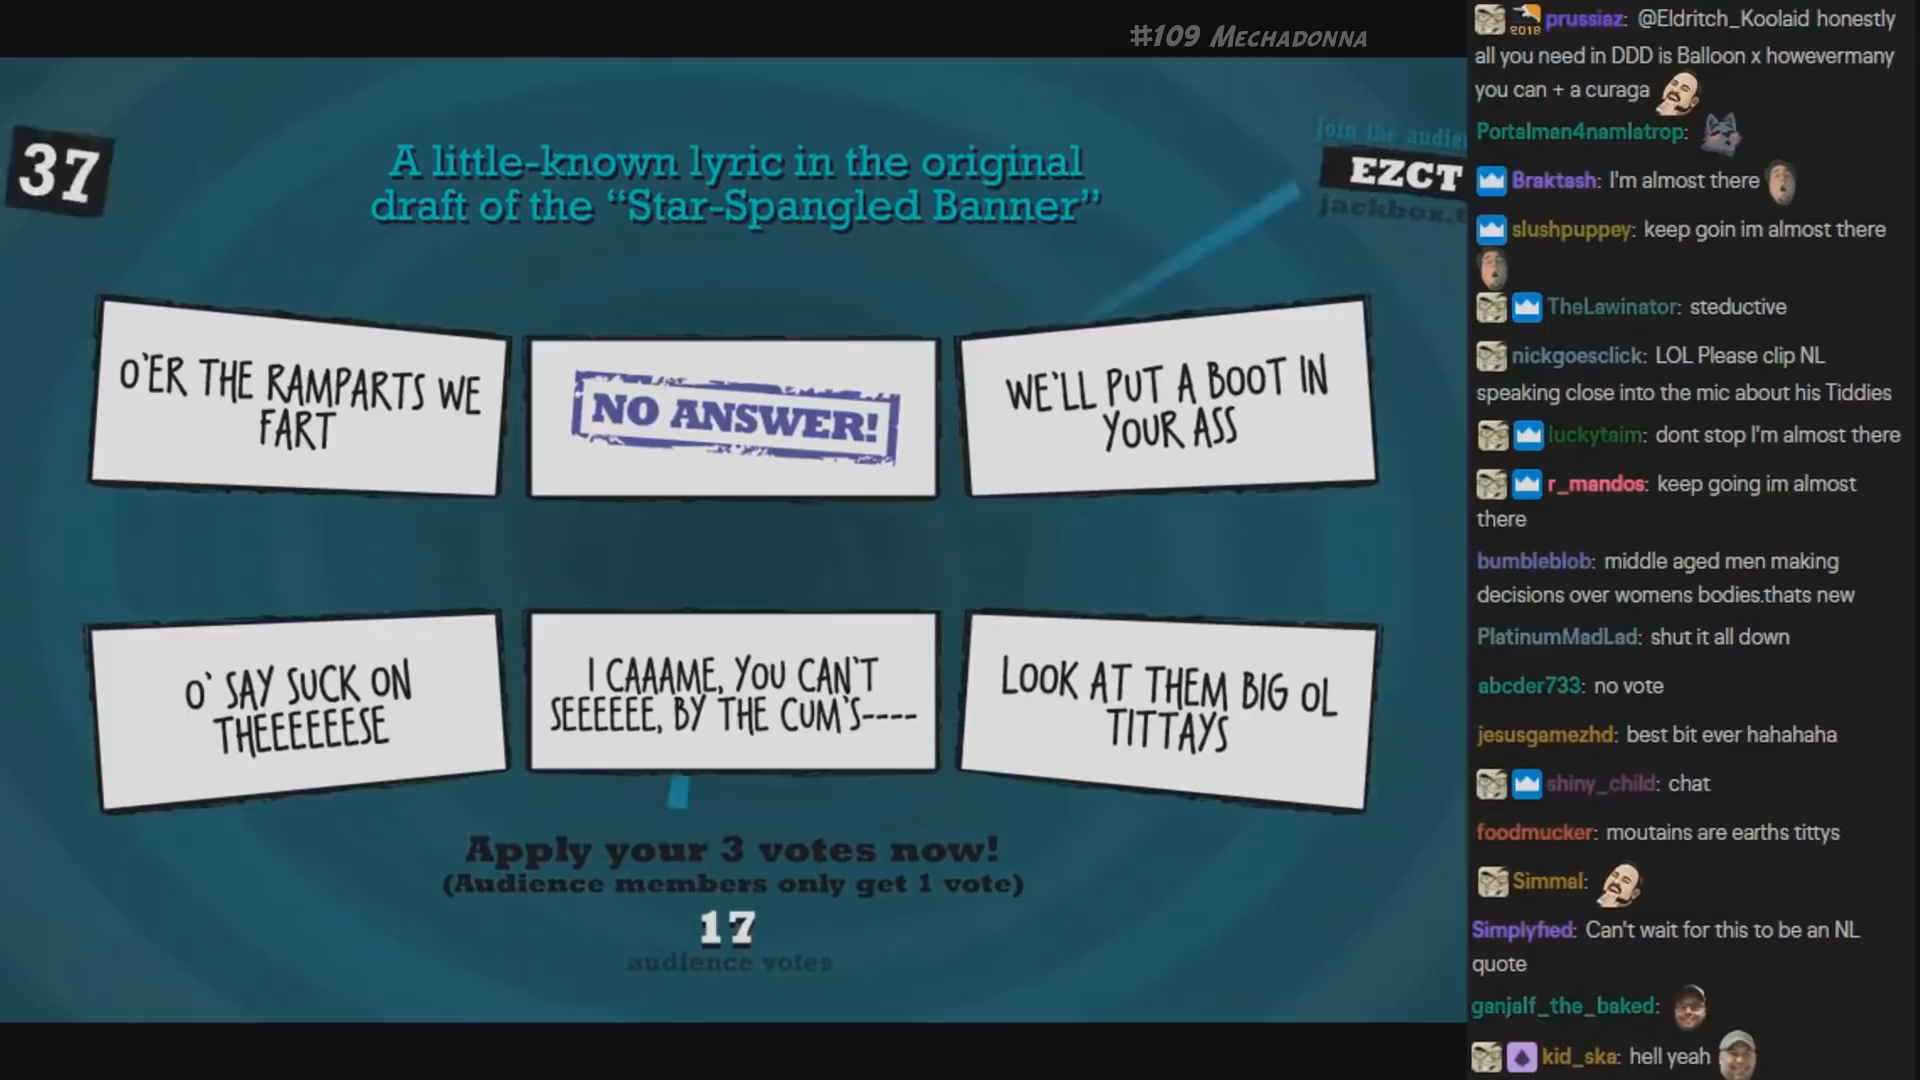 #109 MECHADONNA
37
A little-known lyric in the original
draft of the “Star-Spangled Banner”
join the audie
EZCT
jackbox.t
O'ER THE RAMPARTS WE
FART
NO ANSWER!
WE'LL PUT A BOOT IN
YOUR ASS
O' SAY SUCK ON
THEEEEEESE
I CAAAME, YOU CAN'T
SEEEEEE, BY THE CUM'S----
LOOK AT THEM BIG OL
TITTAYS
Apply your 3 votes now!
(Audience members only get 1 vote)
17
audience votes
2018 prussiaz: @Eldritch_Koolaid honestly
all you need in DDD is Balloon x howevermany
you can + a curaga
Portalman4namlatrop:
Braktash: I'm almost there
slushpuppey: keep goin im almost there
TheLawinator: steductive
nickgoesclick: LOL Please clip NL
speaking close into the mic about his Tiddies
luckytaim: dont stop I'm almost there
r_mandos: keep going im almost
there
bumbleblob: middle aged men making
decisions over womens bodies.thats new
PlatinumMadLad: shut it all down
abcder733: no vote
jesusgamezhd: best bit ever hahahaha
shiny_child: chat
foodmucker: moutains are earths tittys
Simmal:
Simplyfied: Can't wait for this to be an NL
quote
ganjalf_the_baked:
kid_ska: hell yeah